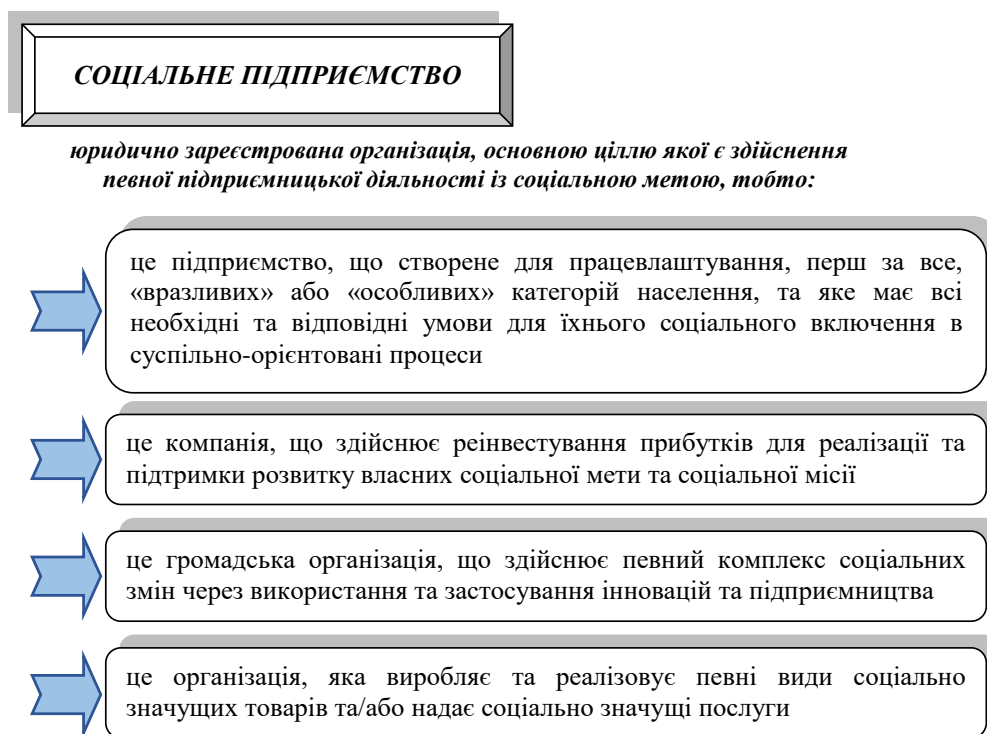 СОЦІАЛЬНЕ ПІДПРИЄМСТВО
юридично зареєстрована організація, основною ціллю якої є здійснення
певної підприємницької діяльності із соціальною метою, тобто:
це підприємство, що створене для працевлаштування, перш за все,
«вразливих» або «особливих» категорій населення, та яке має всі
необхідні та відповідні умови для їхнього соціального включення в
суспільно-орієнтовані процеси
це компанія, що здійснює реінвестування прибутків для реалізації та
підтримки розвитку власних соціальної мети та соціальної місії
це громадська організація, що здійснює певний комплекс соціальних
змін через використання та застосування інновацій та підприємництва
це організація, яка виробляє та реалізовує певні види соціально
значущих товарів та/або надає соціально значущі послуги